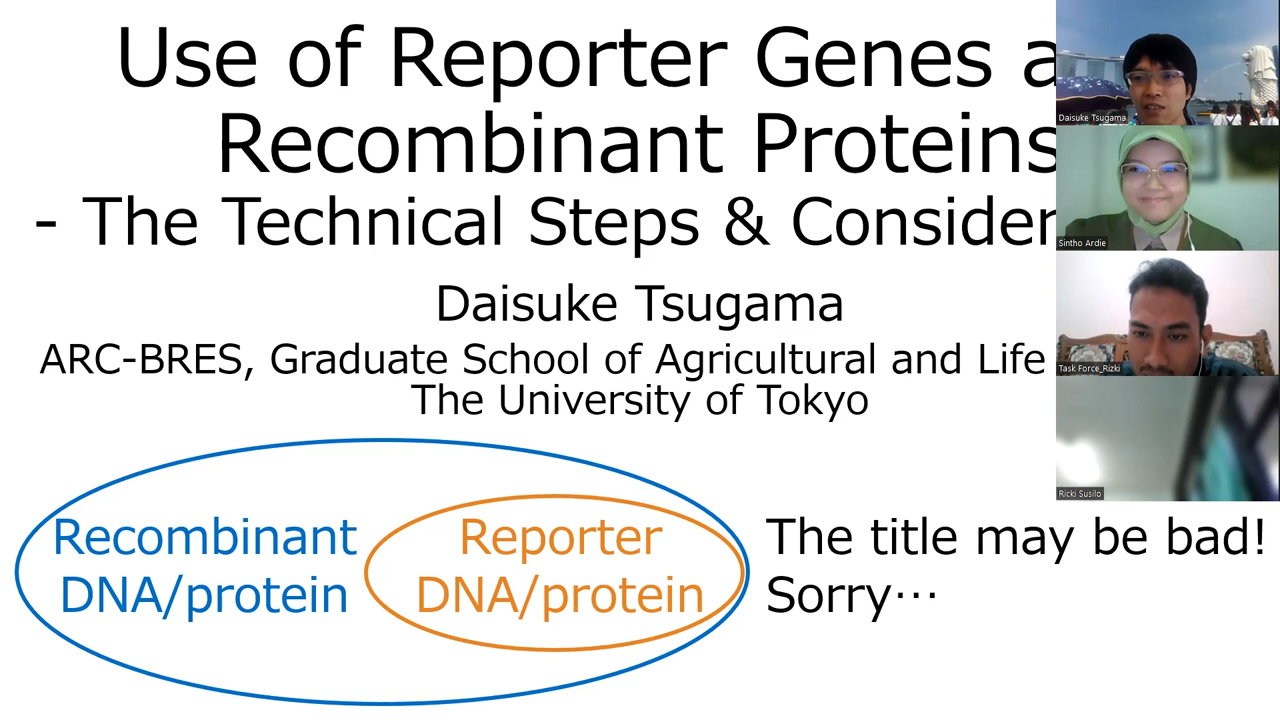 Use of Reporter Genes a
Recombinant Proteins
- The Technical Steps & Consider
Daisuke Tsugama
ARC-BRES, Graduate School of Agricultural and Life
The University of Tokyo
Recombinant
DNA/protein
Reporter
DNA/protein
The title may be bad!
Sorry…
Daisuke Tsugama
Sintho Ardie
Task Force_Rizki
Ricki Susilo